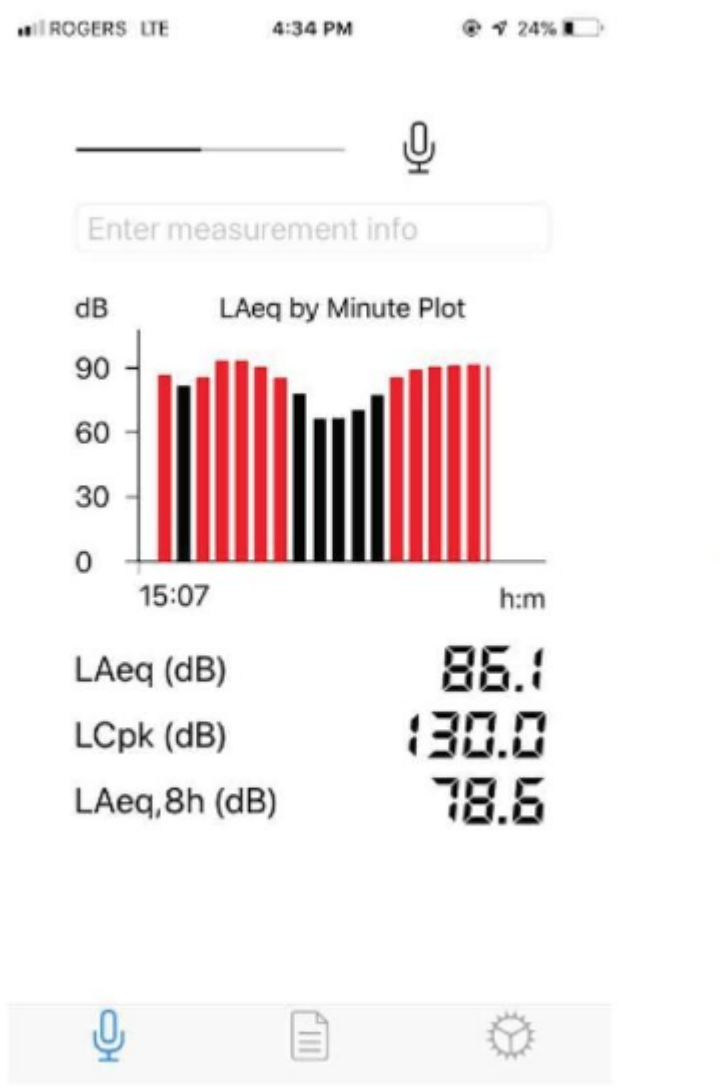 ROGERS LTE 4:34 PM 24%
Enter measurement info
dB LAeq by Minute Plot
90
60
30
0
15:07 h:m
LAeq (dB) 86.1
LCpk (dB) 130.0
LAeq,8h (dB) 78.6